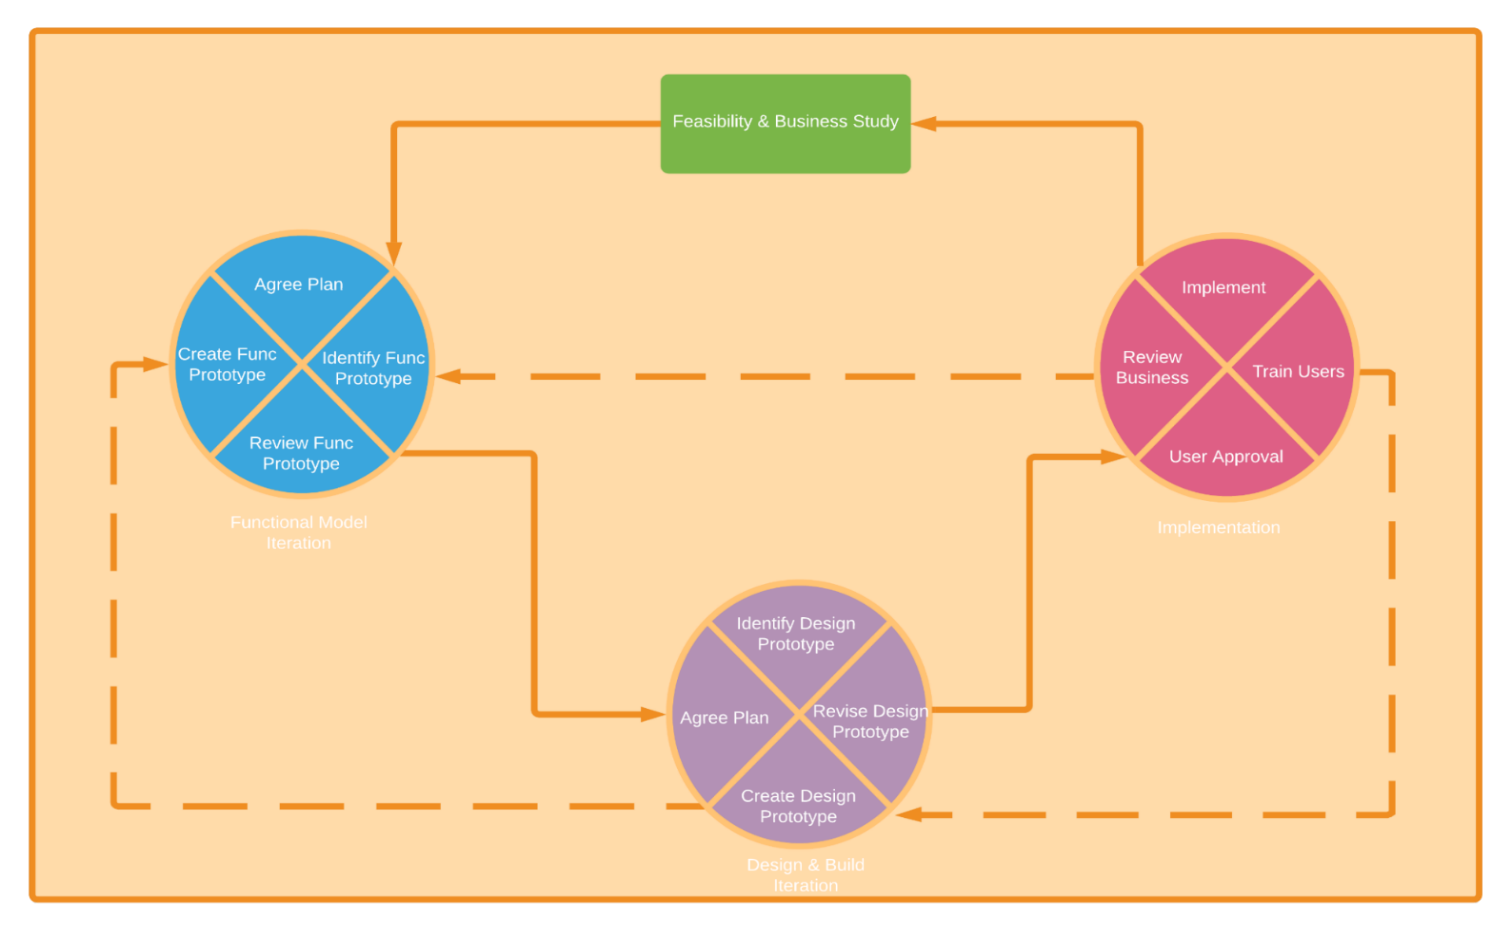 Feasibility & Business Study
Agree Plan
Create Func
Prototype
Identify Func
Prototype
Review Func
Prototype
Functional Model
Iteration
Implement
Review
Business
Train Users
User Approval
Implementation
Identify Design
Prototype
Agree Plan
Revise Design
Prototype
Create Design
Prototype
Design & Build
Iteration